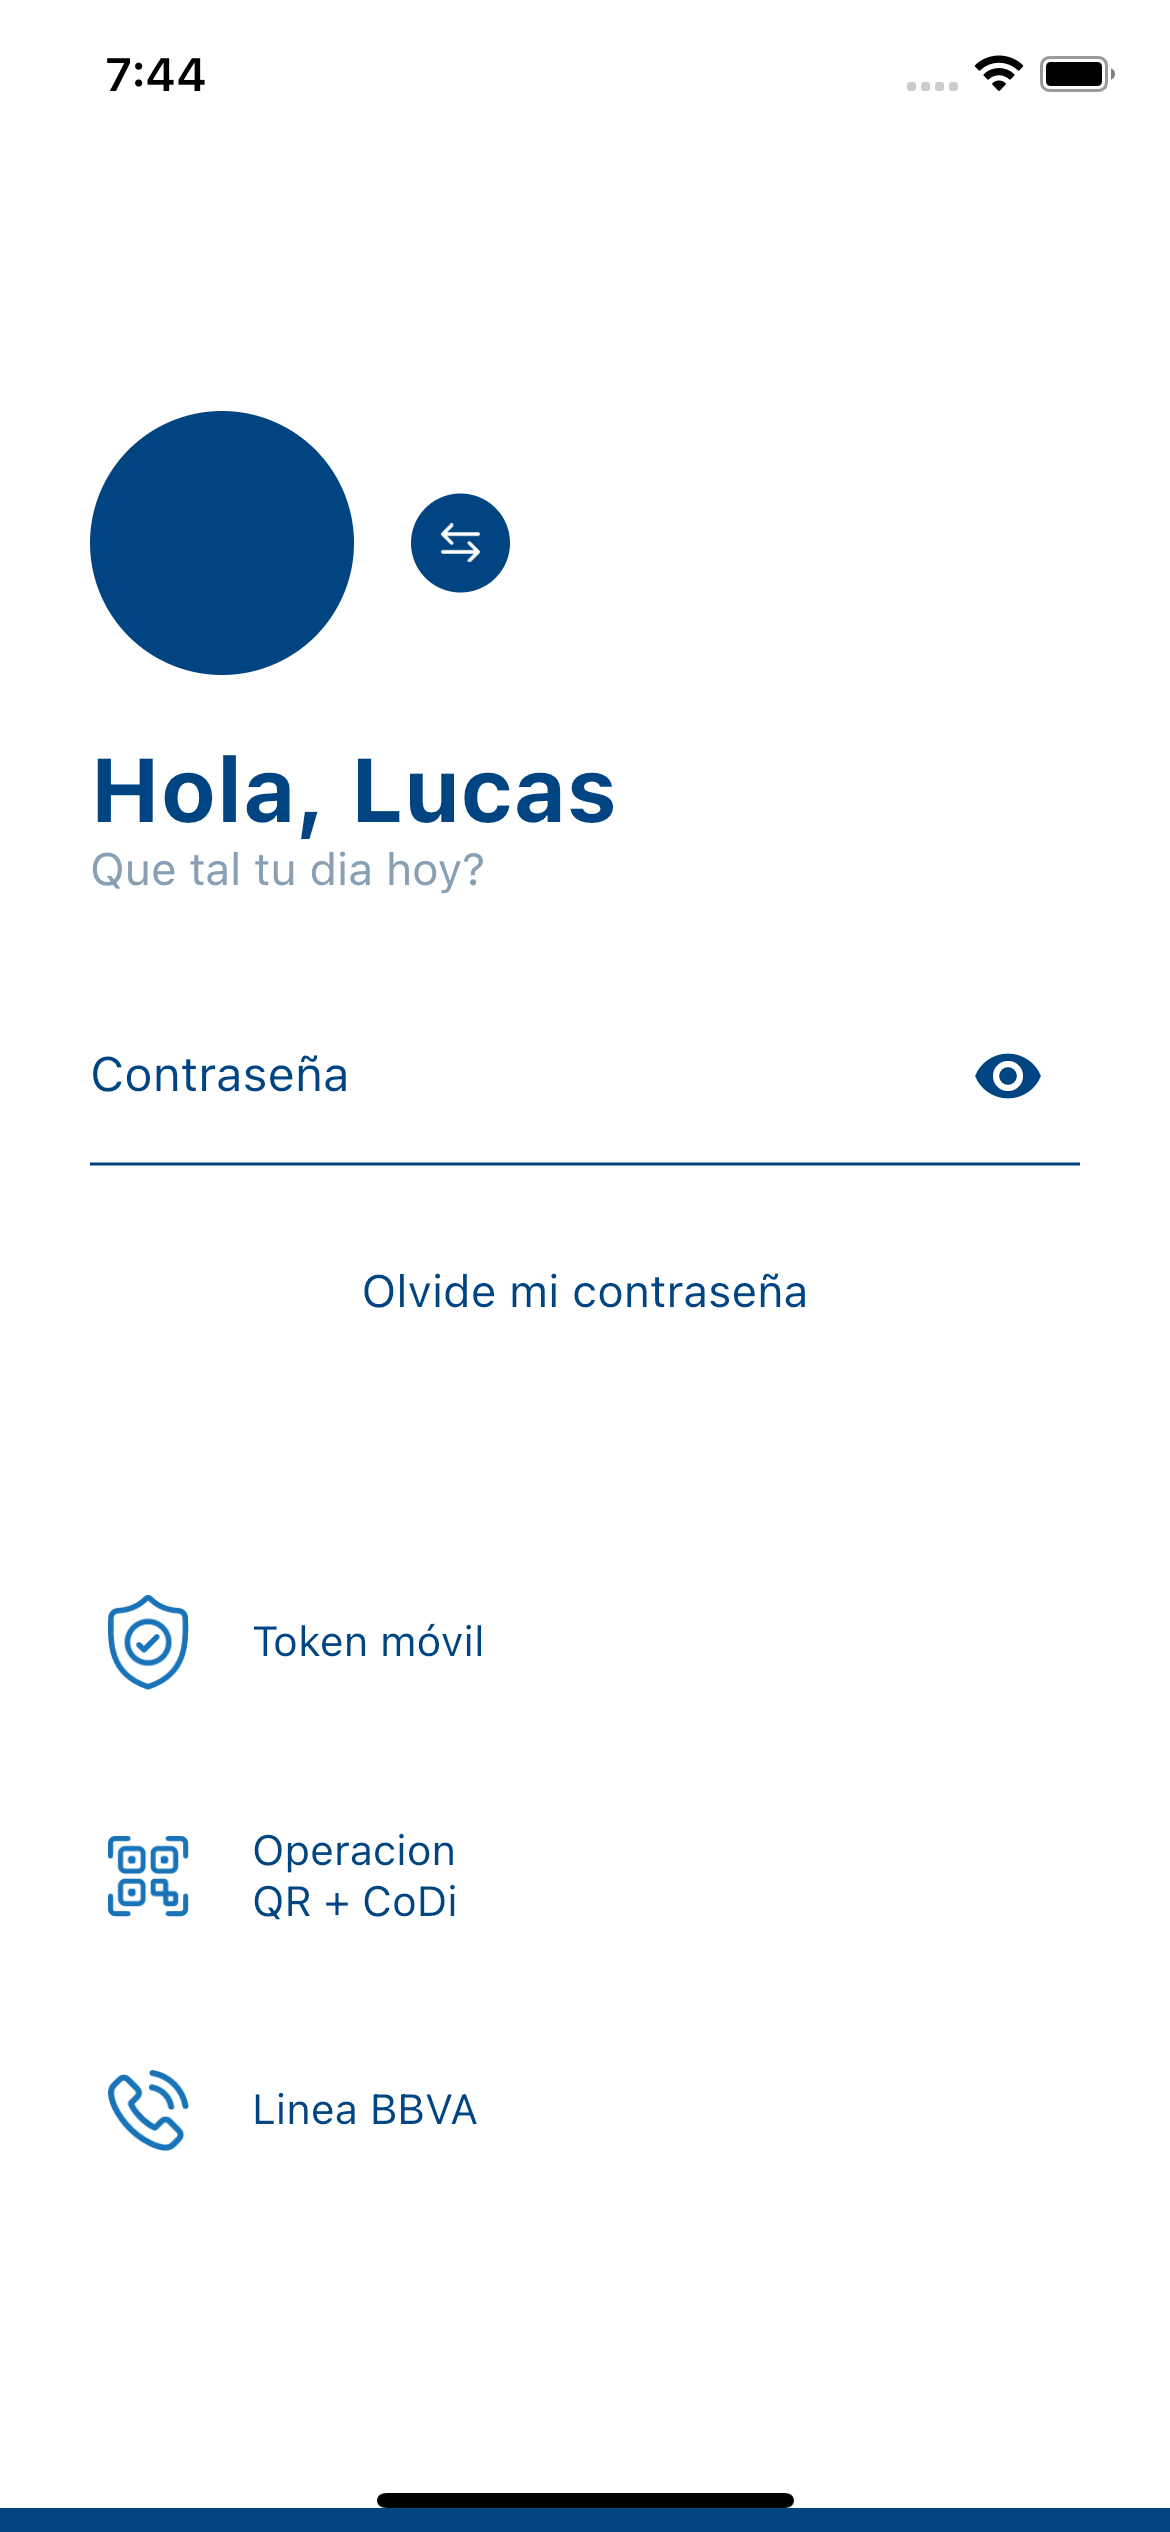 7:44
Hola, Lucas
Que tal tu dia hoy?
Contraseña
Olvide mi contraseña
Token móvil
Operacion
QR + CoDi
Linea BBVA